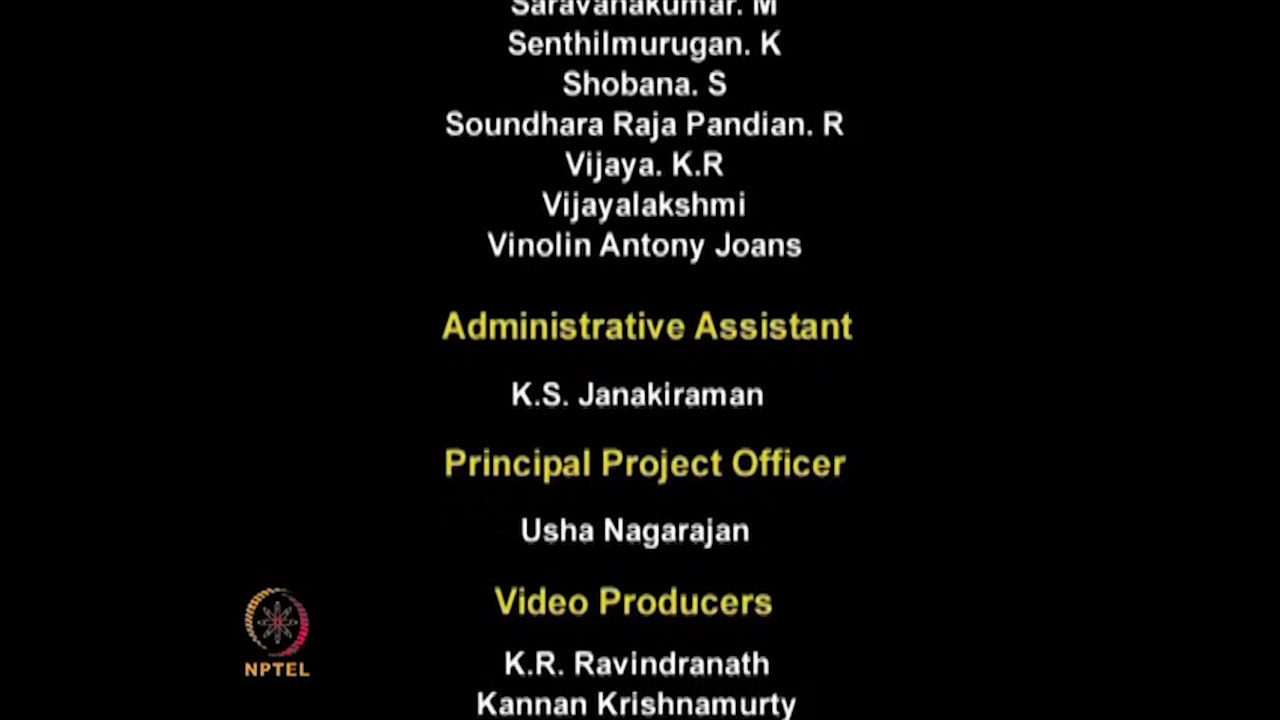 Saravanakumar. M
Senthilmurugan. K
Shobana. S
Soundhara Raja Pandian. R
Vijaya. K.R
Vijayalakshmi
Vinolin Antony Joans
Administrative Assistant
K.S. Janakiraman
Principal Project Officer
Usha Nagarajan
Video Producers
K.R. Ravindranath
Kannan Krishnamurty
NPTEL